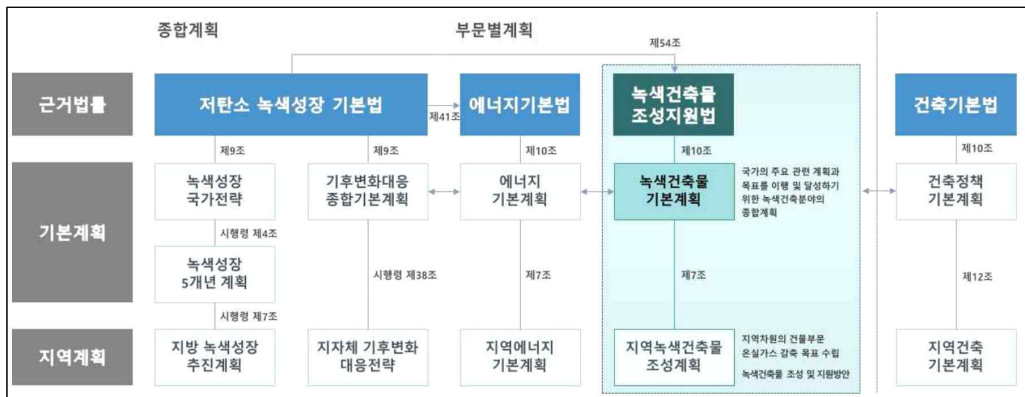 종합계획
부문별계획
제54조
근거법률
저탄소 녹색성장 기본법
제41조
에너지기본법
녹색건축물
조성지원법
건축기본법
제9조
제9조
제10조
제10조
제10조
기본계획
녹색성장
국가전략
기후변화대응
종합기본계획
에너지
기본계획
녹색건축물
기본계획
국가의 주요 관련 계획과
목표를 이행 및 달성하기
위한 녹색건축분야의
종합계획
건축정책
기본계획
시행령 제4조
녹색성장
5개년 계획
시행령 제38조
제7조
제7조
제12조
시행령 제7조
지역계획
지방 녹색성장
추진계획
지자체 기후변화
대응전략
지역에너지
기본계획
지역녹색건축물
조성계획
지역차원의 건물부문
온실가스 감축 목표 수립
녹색건축물 조성 및 지원방안
지역건축
기본계획